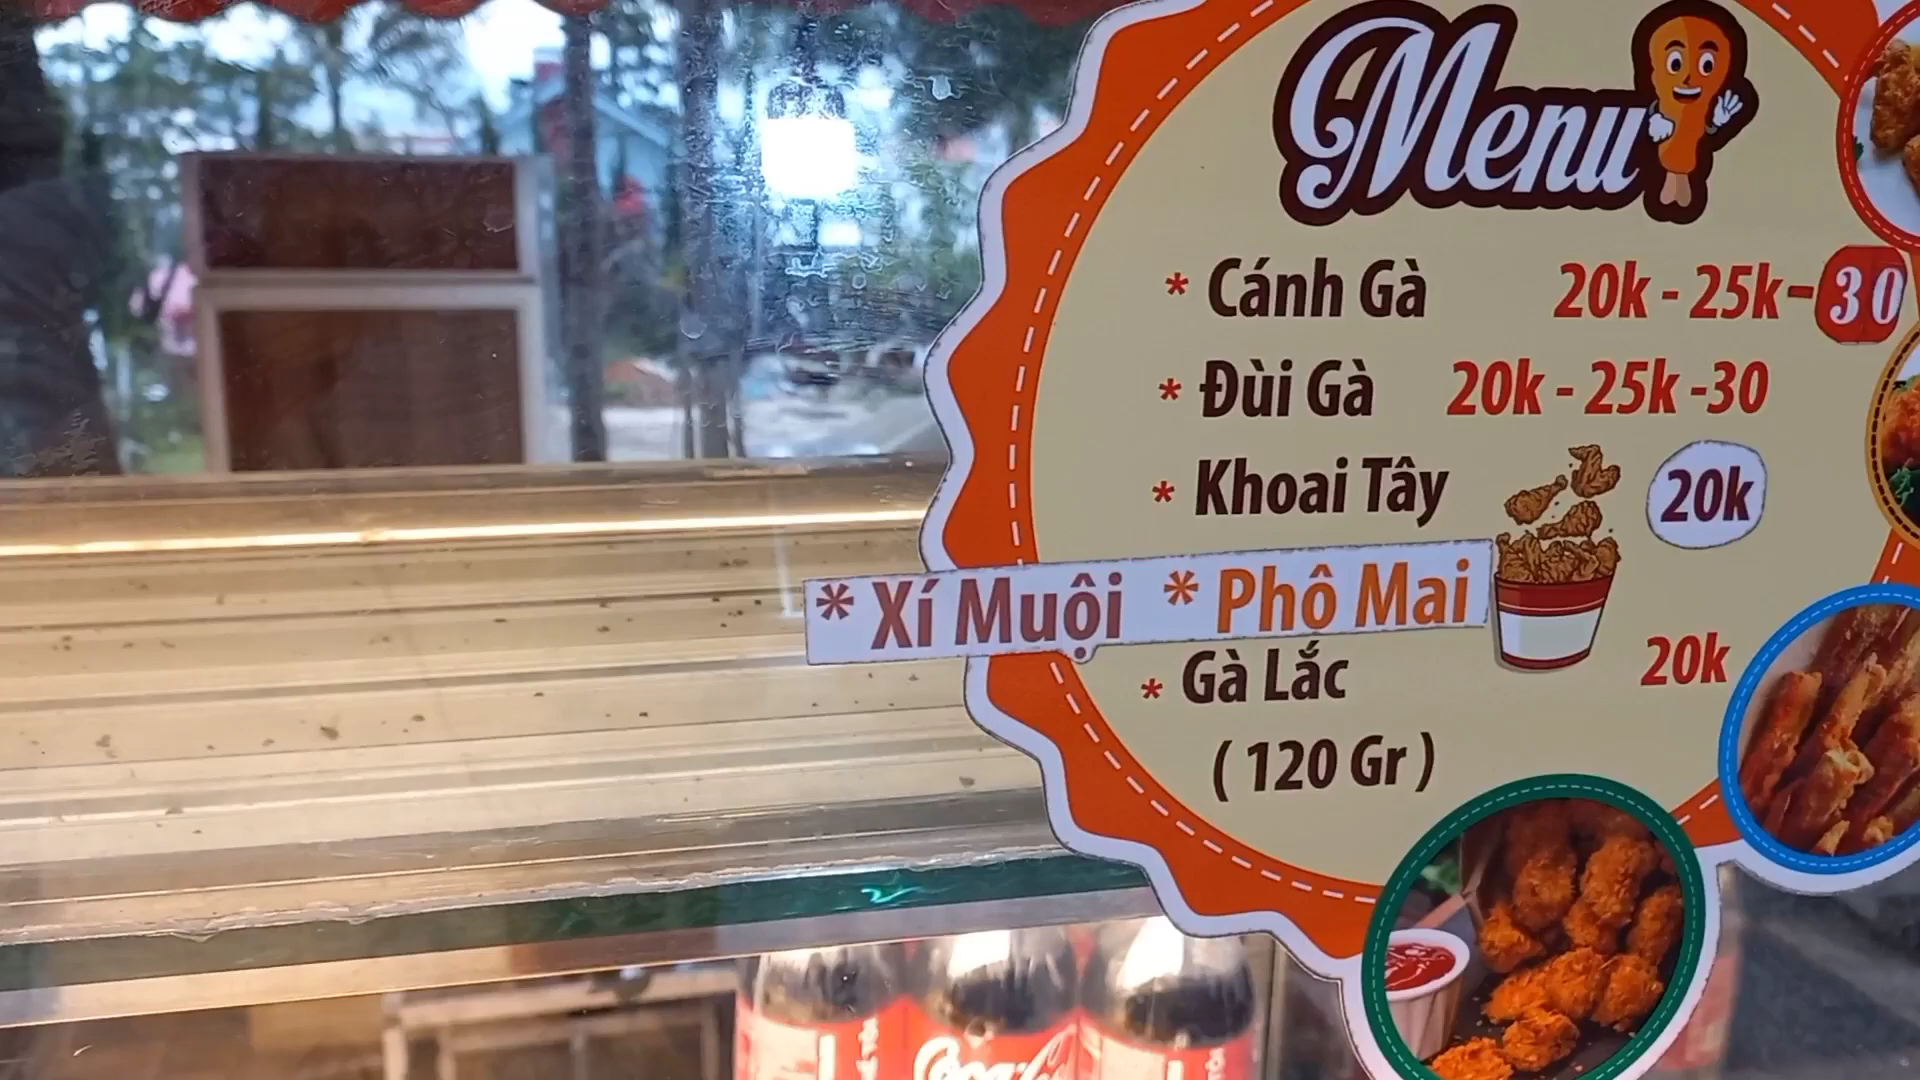 Menu
* Cánh Gà 20k - 25k - 30
* Đùi Gà 20k - 25k -30
* Khoai Tây 20k
* Xí Muội * Phô Mai
* Gà Lắc 20k
( 120 Gr )